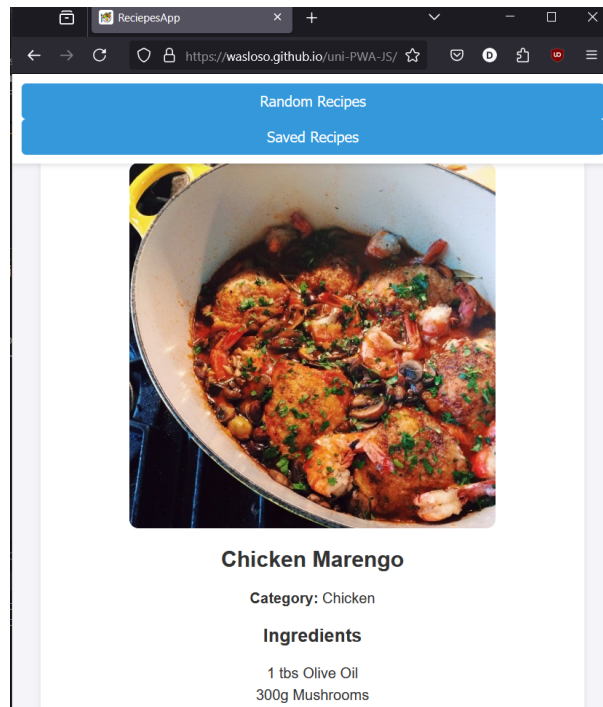 ReciepesApp
https://wasloso.github.io/uni-PWA-JS/
Random Recipes
Saved Recipes
Chicken Marengo
Category: Chicken
Ingredients
1 tbs Olive Oil
300g Mushrooms